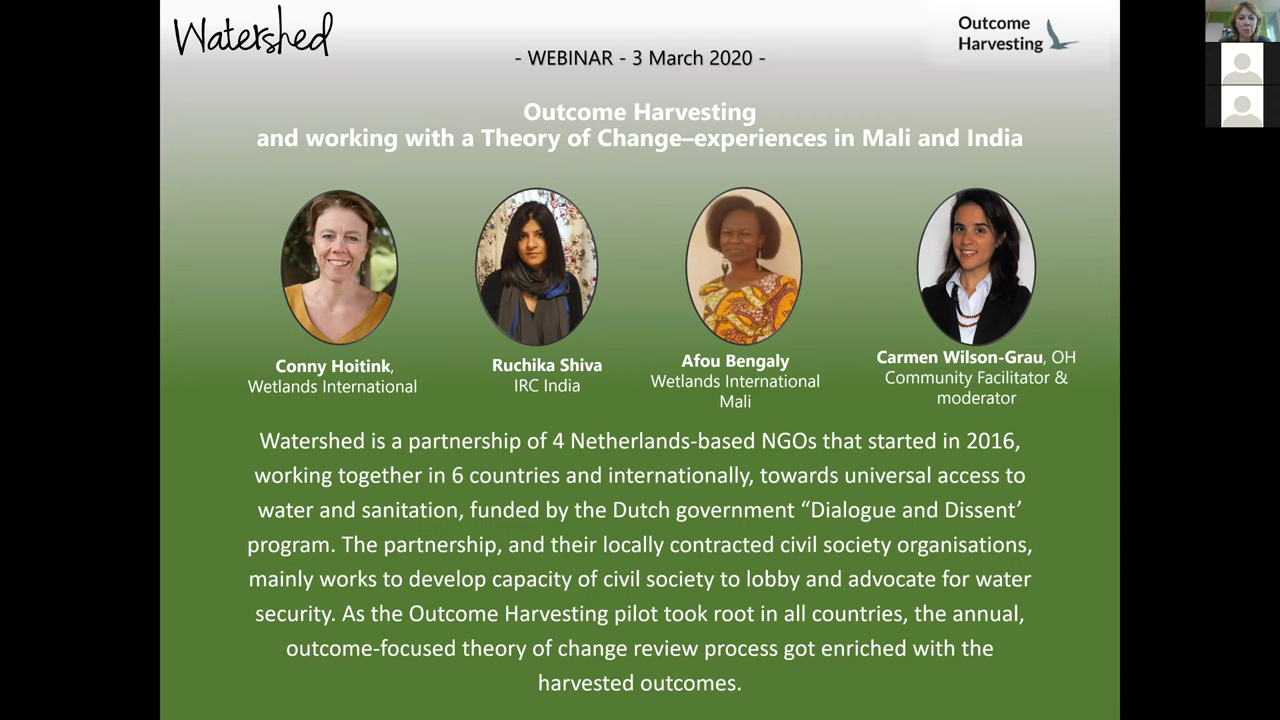 Watershed
Outcome
Harvesting
- WEBINAR - 3 March 2020 -
Outcome Harvesting
and working with a Theory of Change–experiences in Mali and India
Conny Hoitink,
Wetlands International
Ruchika Shiva
IRC India
Afou Bengaly
Wetlands International
Mali
Carmen Wilson-Grau, OH
Community Facilitator &
moderator
Watershed is a partnership of 4 Netherlands-based NGOs that started in 2016,
working together in 6 countries and internationally, towards universal access to
water and sanitation, funded by the Dutch government “Dialogue and Dissent’
program. The partnership, and their locally contracted civil society organisations,
mainly works to develop capacity of civil society to lobby and advocate for water
security. As the Outcome Harvesting pilot took root in all countries, the annual,
outcome-focused theory of change review process got enriched with the
harvested outcomes.